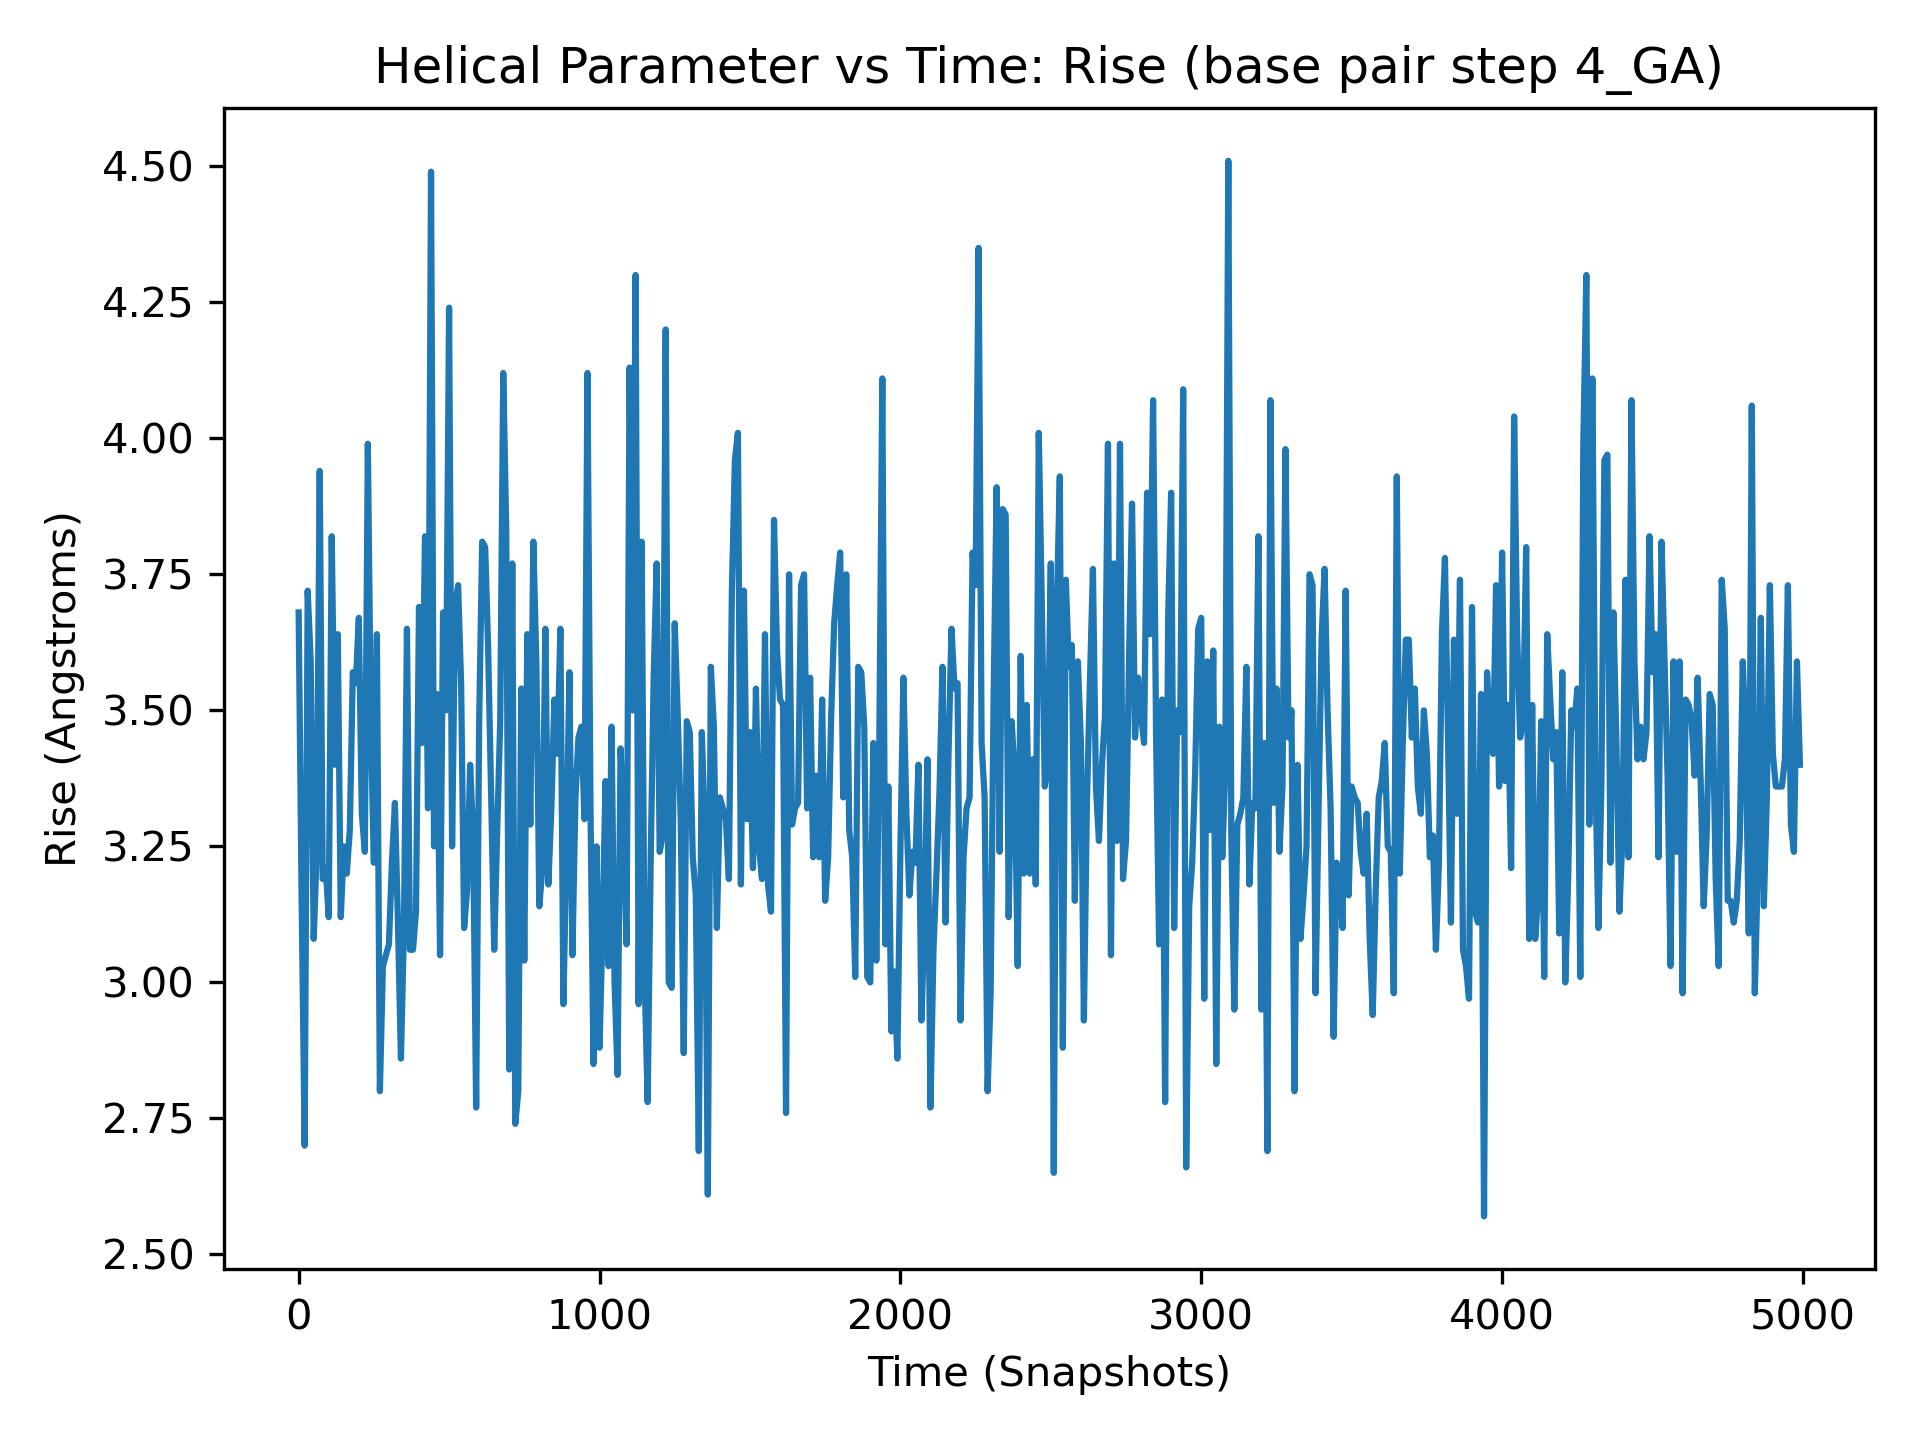 Helical Parameter vs Time: Rise (base pair step 4_GA)
Rise (Angstroms)
4.50
4.25
4.00
3.75
3.50
3.25
3.00
2.75
2.50
0 1000 2000 3000 4000 5000
Time (Snapshots)